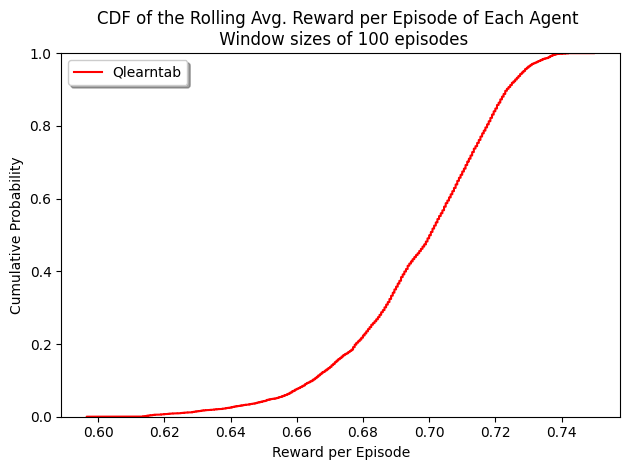 CDF of the Rolling Avg. Reward per Episode of Each Agent
Window sizes of 100 episodes
Qlearntab
Cumulative Probability
1.0
0.8
0.6
0.4
0.2
0.0
0.60 0.62 0.64 0.66 0.68 0.70 0.72 0.74
Reward per Episode